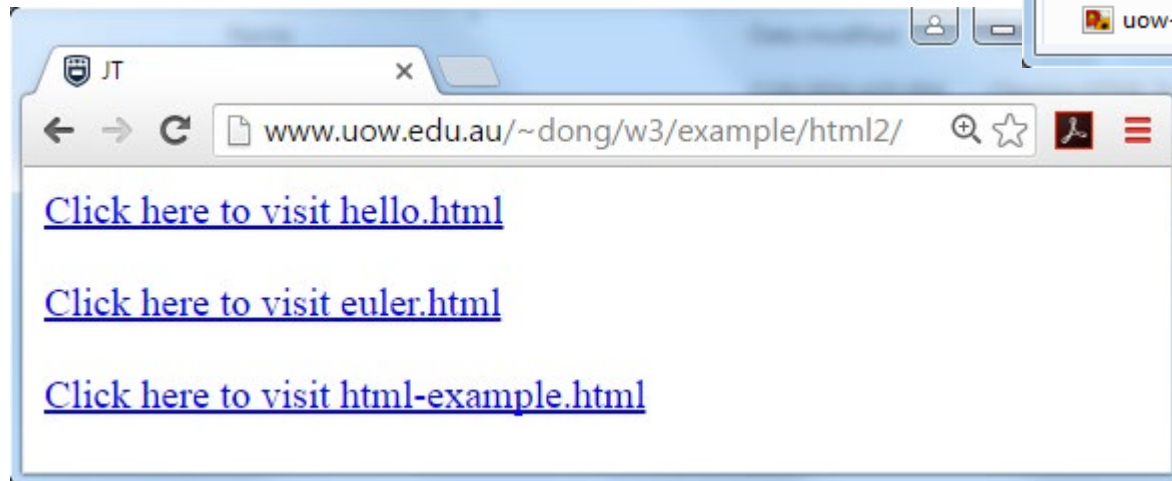 uow-
JT
www.uow.edu.au/~dong/w3/example/html2/
Click here to visit hello.html
Click here to visit euler.html
Click here to visit html-example.html